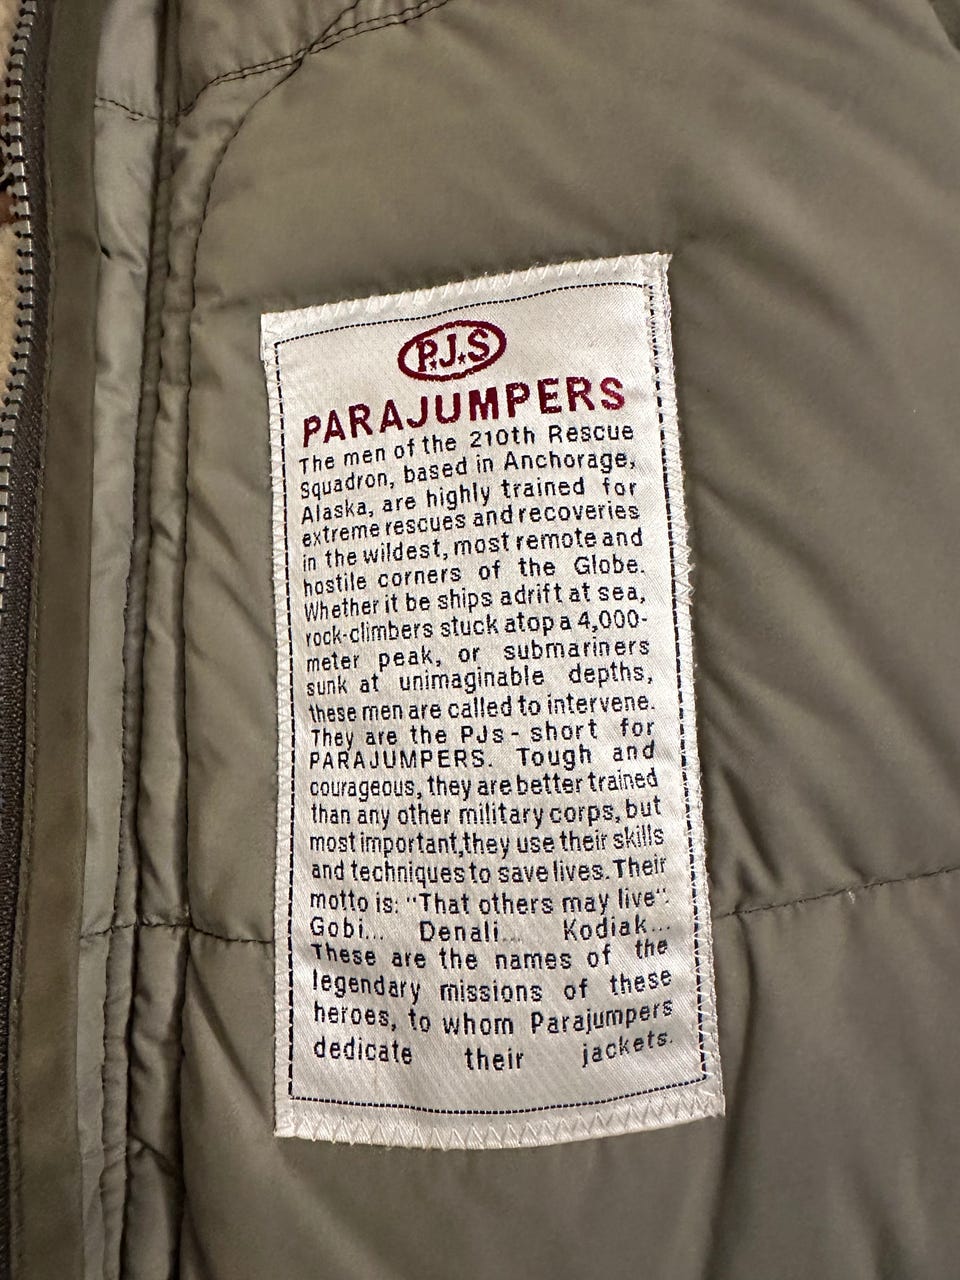 P.J.S
PARAJUMPERS
The men of the 210th Rescue
Squadron, based in Anchorage,
Alaska, are highly trained for
extreme rescues and recoveries
in the wildest, most remote and
hostile corners of the Globe.
Whether it be ships adrift at sea,
rock-climbers stuck atop a 4,000-
meter peak, or submariners
sunk at unimaginable depths,
these men are called to intervene.
They are the PJs - short for
PARAJUMPERS. Tough and
courageous, they are better trained
than any other military corps, but
most important,they use their skills
and techniques to save lives. Their
motto is: "That others may live".
Gobi... Denali... Kodiak...
These are the names of the
legendary missions of these
heroes, to whom Parajumpers
dedicate their jackets.